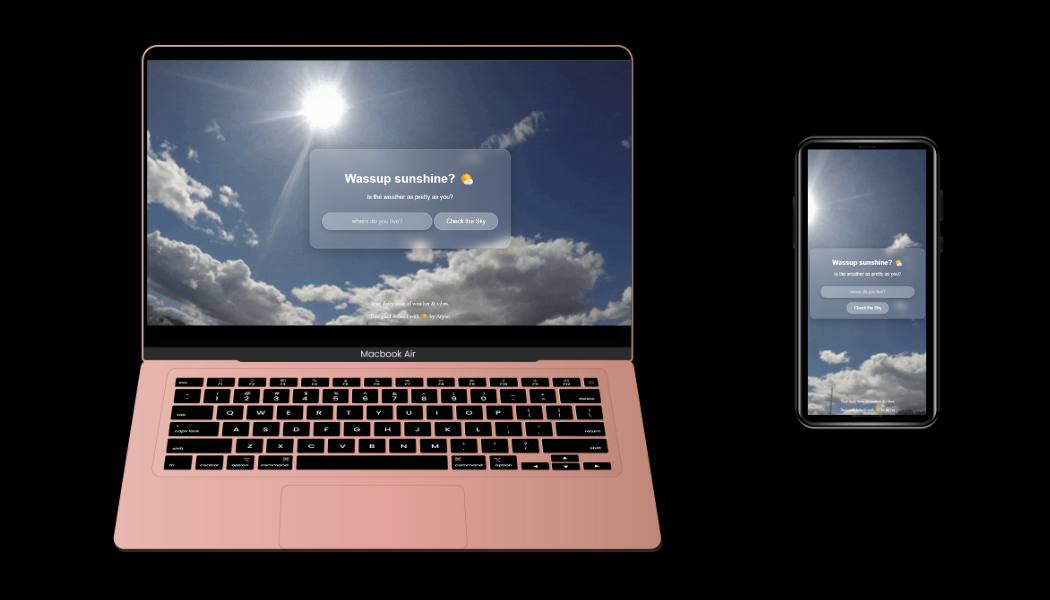 Wassup sunshine? 🌤️
Is the weather as pretty as you?
where do you live? Check the Sky
Your daily dose of weather & vibes.
Designed & built with 🌤️ by Aryan
Macbook Air
esc F1 F2 F3 F4 F5 F6 F7 F8 F9 F10 F11 F12
1 2 3 4 5 6 7 8 9 0 delete
tab Q W E R T Y U I O P
caps lock A S D F G H J K L return
shift Z X C V B N M shift
fn control option command command option
Wassup sunshine? 🌤️
Is the weather as pretty as you?
where do you live?
Check the Sky